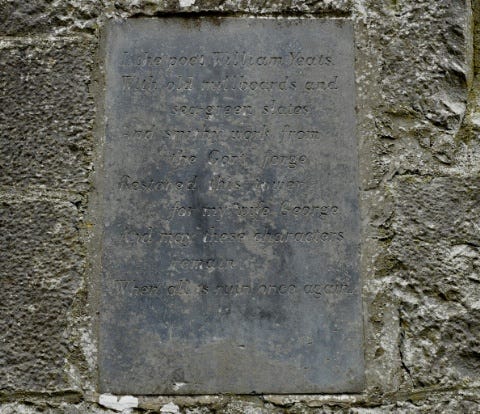 I the poet William Yeats
With old millboards and
sea-green slates
and smithy work from
the Gort forge
Restored this tower
for my wife George
And may these characters
remain
When all is ruin once again.